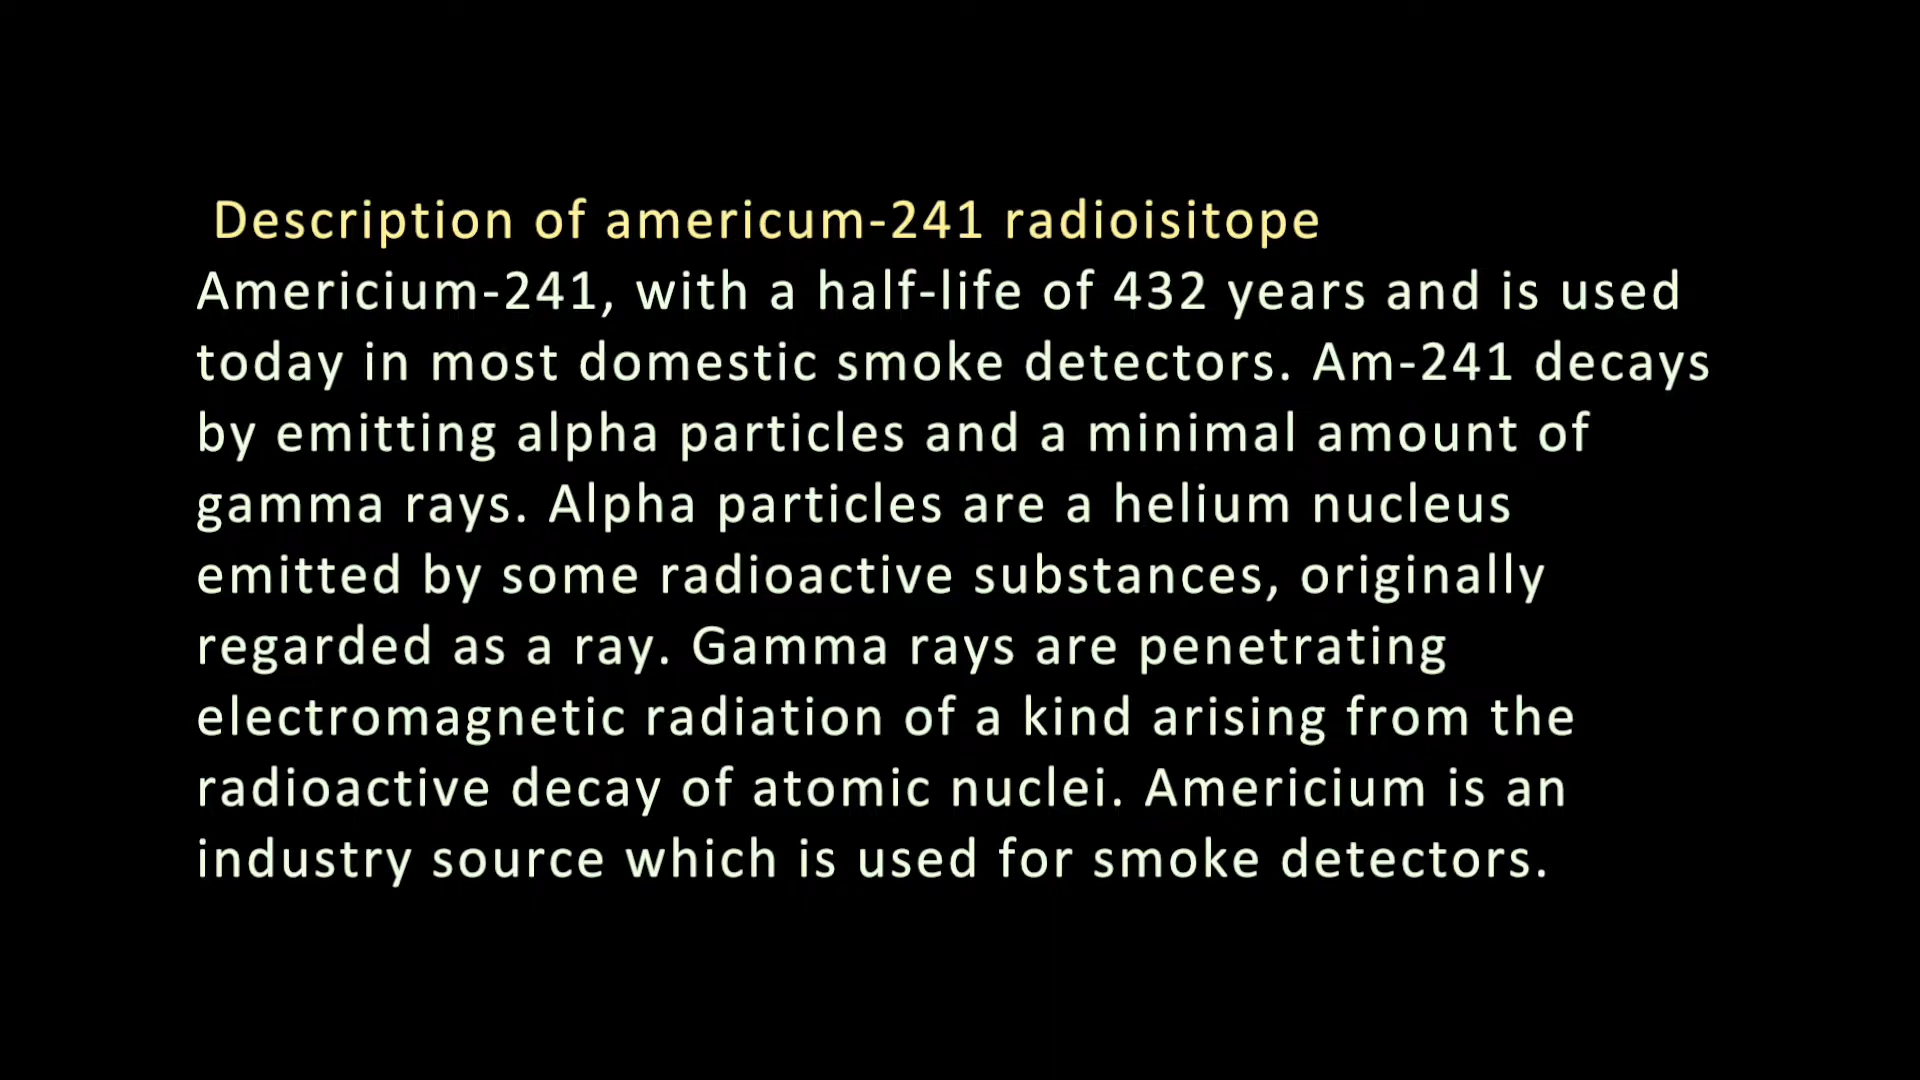 Description of americum-241 radioisitope
Americium-241, with a half-life of 432 years and is used
today in most domestic smoke detectors. Am-241 decays
by emitting alpha particles and a minimal amount of
gamma rays. Alpha particles are a helium nucleus
emitted by some radioactive substances, originally
regarded as a ray. Gamma rays are penetrating
electromagnetic radiation of a kind arising from the
radioactive decay of atomic nuclei. Americium is an
industry source which is used for smoke detectors.